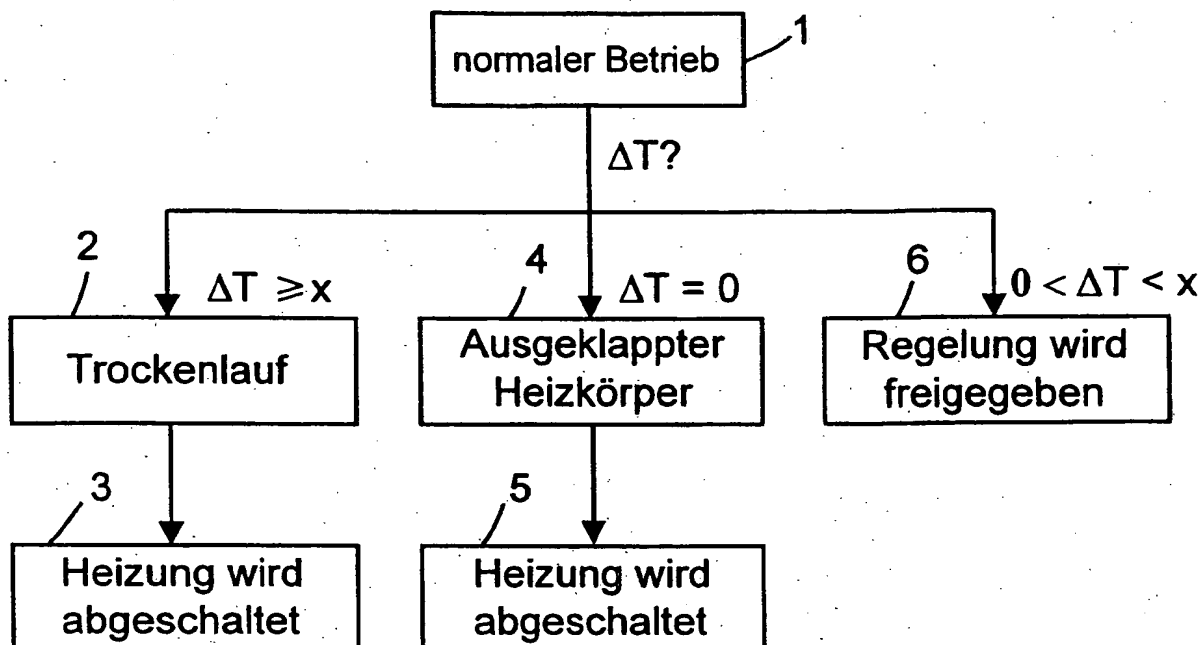 1
normaler Betrieb
ΔT?
2
4
6
ΔT ⩾ x
ΔT = 0
0 < ΔT < x
Trockenlauf
Ausgeklappter
Heizkörper
Regelung wird
freigegeben
3
5
Heizung wird
abgeschaltet
Heizung wird
abgeschaltet